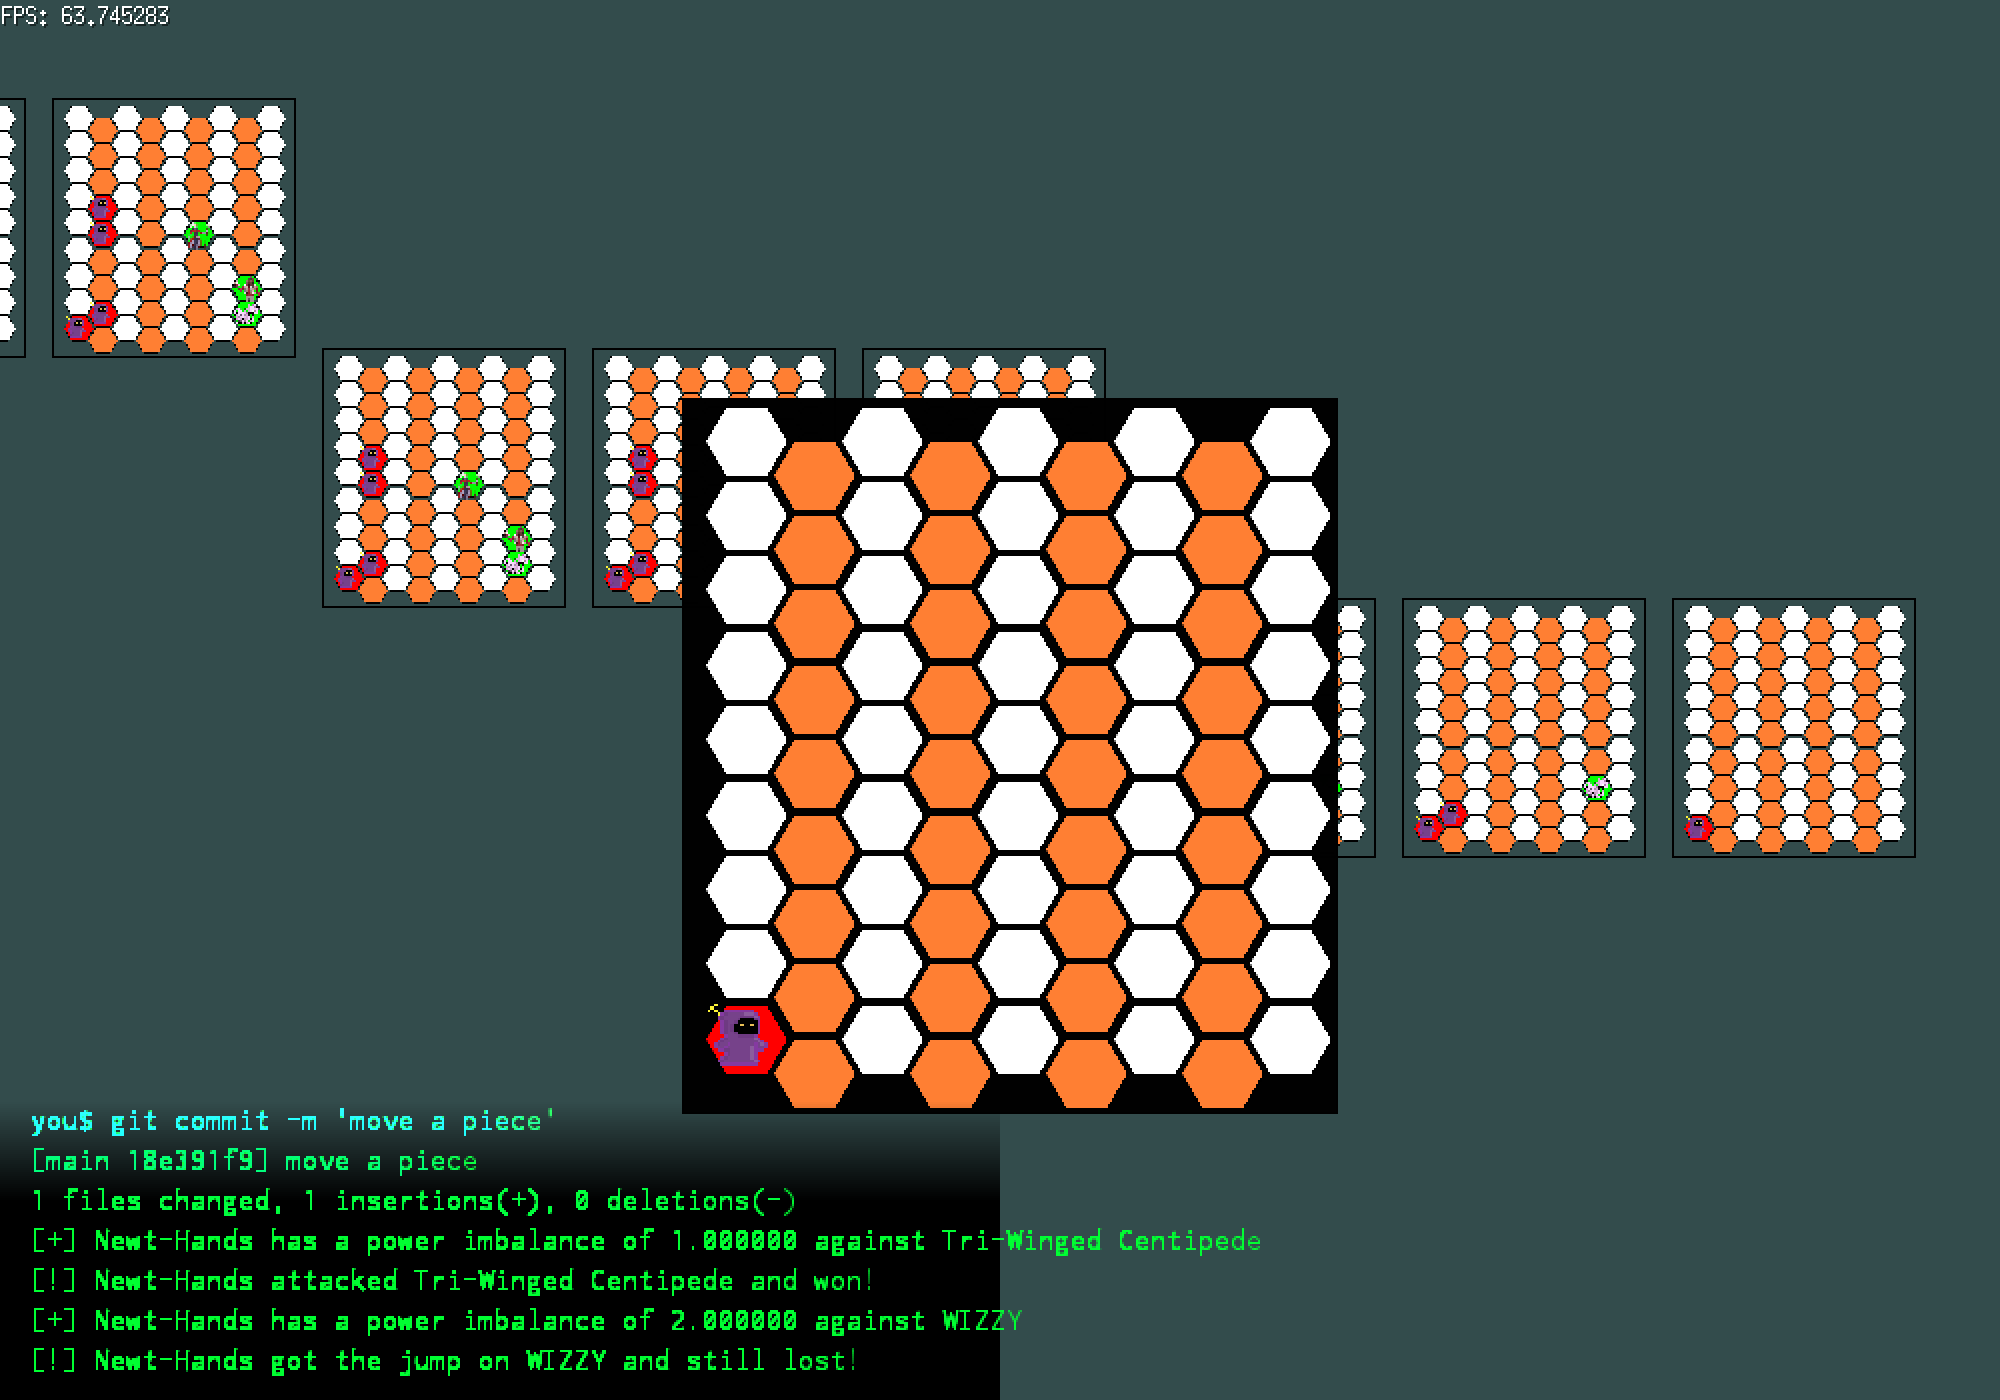 FPS: 63.745283
you$ git commit -m 'move a piece'
[main 18e391f9] move a piece
1 files changed, 1 insertions(+), 0 deletions(-)
[+] Newt-Hands has a power imbalance of 1.000000 against Tri-Winged Centipede
[!] Newt-Hands attacked Tri-Winged Centipede and won!
[+] Newt-Hands has a power imbalance of 2.000000 against WIZZY
[!] Newt-Hands got the jump on WIZZY and still lost!